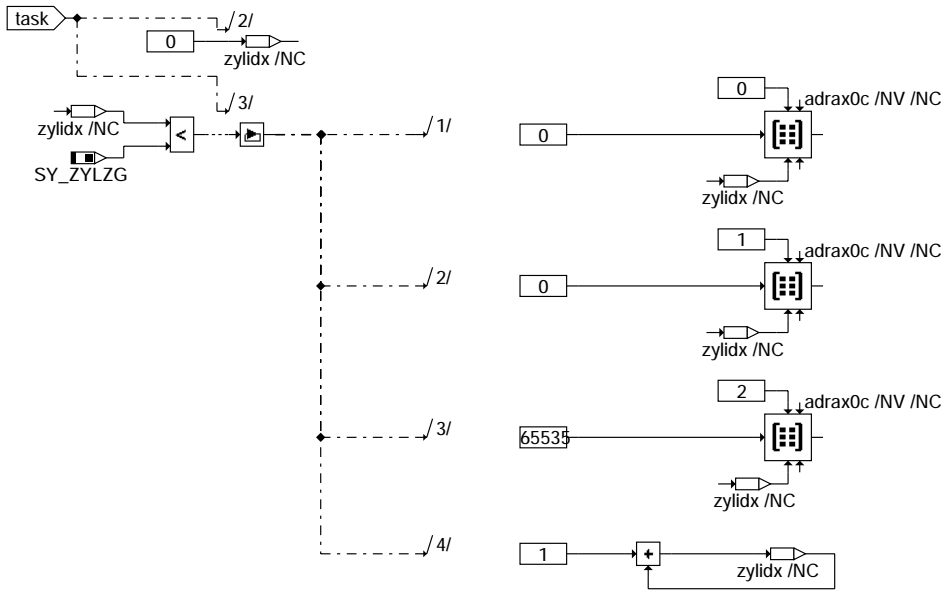 task
/2/
0
zylidx /NC
/3/
zylidx /NC
<
SY_ZYLZG
/1/
0
0
adrax0c /NV /NC
zylidx /NC
/2/
0
1
adrax0c /NV /NC
zylidx /NC
/3/
65535
2
adrax0c /NV /NC
zylidx /NC
/4/
1
+
zylidx /NC